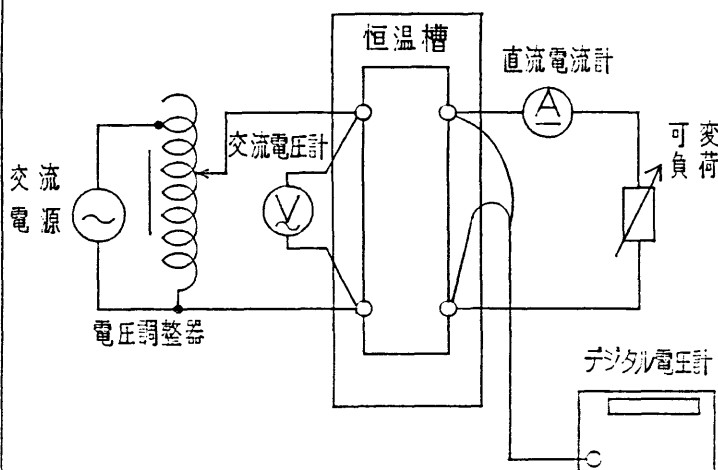 恒温槽
直流電流計
A
可変
負荷
交流電圧計
V
交流
電源
電圧調整器
デジタル電圧計